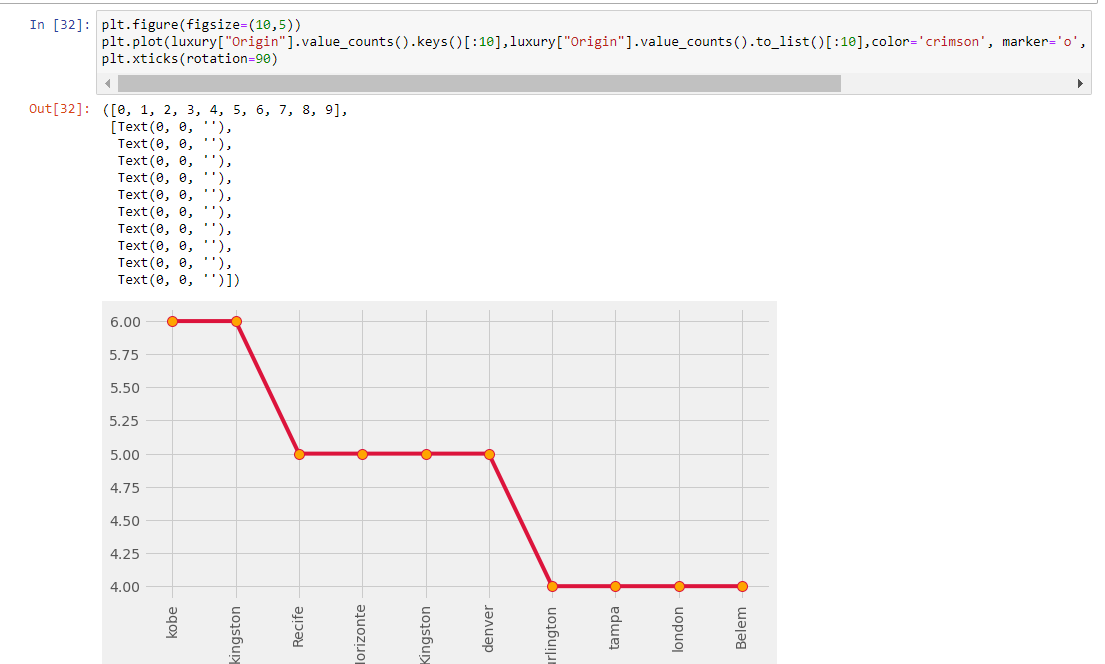 In [32]: plt.figure(figsize=(10,5))
plt.plot(luxury["Origin"].value_counts().keys()[:10],luxury["Origin"].value_counts().to_list()[:10],color='crimson', marker='o',
plt.xticks(rotation=90)
Out[32]: ([0, 1, 2, 3, 4, 5, 6, 7, 8, 9],
[Text(0, 0, ''),
Text(0, 0, ''),
Text(0, 0, ''),
Text(0, 0, ''),
Text(0, 0, ''),
Text(0, 0, ''),
Text(0, 0, ''),
Text(0, 0, ''),
Text(0, 0, ''),
Text(0, 0, '')])
6.00
5.75
5.50
5.25
5.00
4.75
4.50
4.25
4.00
kobe
kingston
Recife
lorizonte
Kingston
denver
urlington
tampa
london
Belem